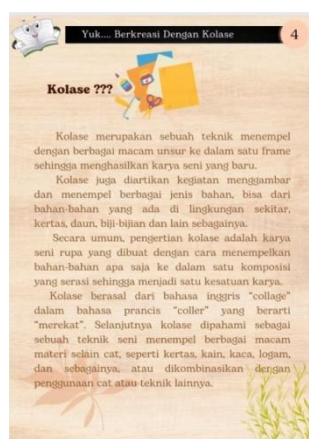 Yuk.... Berkreasi Dengan Kolase
4
Kolase ???
Kolase merupakan sebuah teknik menempel
dengan berbagai macam unsur ke dalam satu frame
sehingga menghasilkan karya seni yang baru.
Kolase juga diartikan kegiatan menggambar
dan menempel berbagai jenis bahan, bisa dari
bahan-bahan yang ada di lingkungan sekitar,
kertas, daun, biji-bijian dan lain sebagainya.
Secara umum, pengertian kolase adalah karya
seni rupa yang dibuat dengan cara menempelkan
bahan-bahan apa saja ke dalam satu komposisi
yang serasi sehingga menjadi satu kesatuan karya.
Kolase berasal dari bahasa inggris "collage"
dalam bahasa prancis "coller" yang berarti
"merekat". Selanjutnya kolase dipahami sebagai
sebuah teknik seni menempel berbagai macam
materi selain cat, seperti kertas, kain, kaca, logam,
dan sebagainya, atau dikombinasikan dengan
penggunaan cat atau teknik lainnya.